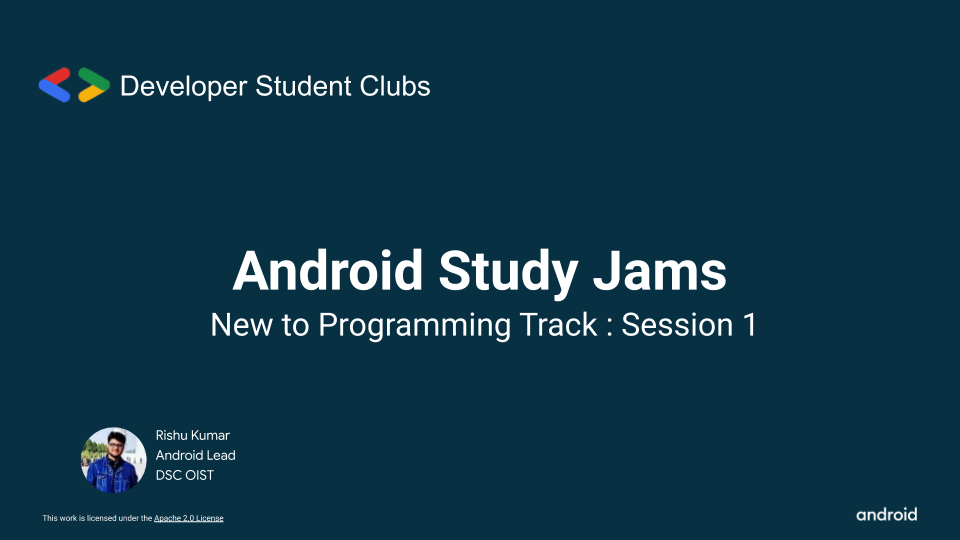 Developer Student Clubs
Android Study Jams
New to Programming Track : Session 1
Rishu Kumar
Android Lead
DSC OIST
This work is licensed under the Apache 2.0 License
android